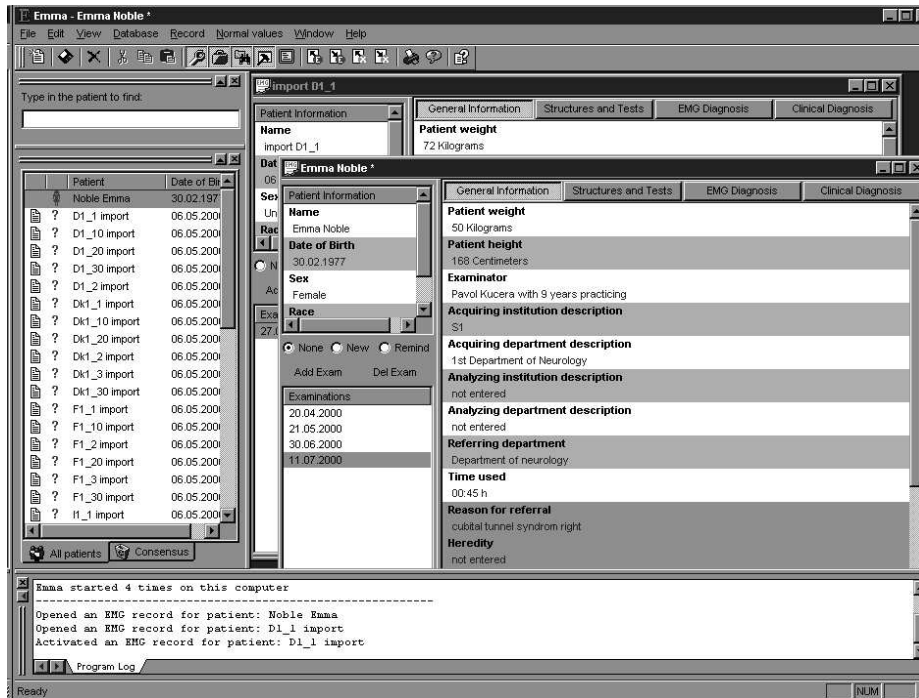 Emma - Emma Noble *
File Edit View Database Record Normal values Window Help
Type in the patient to find:
Patient Date of Bir
Noble Emma 30.02.197
? D1_1 import 06.05.200
? D1_10 import 06.05.200
? D1_20 import 06.05.200
? D1_30 import 06.05.200
? D1_2 import 06.05.200
? Dk1_1 import 06.05.200
? Dk1_10 import 06.05.200
? Dk1_20 import 06.05.200
? Dk1_2 import 06.05.200
? Dk1_3 import 06.05.200
? Dk1_30 import 06.05.200
? F1_1 import 06.05.200
? F1_10 import 06.05.200
? F1_2 import 06.05.200
? F1_20 import 06.05.200
? F1_3 import 06.05.200
? F1_30 import 06.05.200
? I1_1 import 06.05.200
All patients Consensus
import D1_1
Patient Information
Name
import D1_1
Dat
06
Sex
Un
Rac
N
Ac
Exa
27.0
General Information Structures and Tests EMG Diagnosis Clinical Diagnosis
Patient weight
72 Kilograms
Emma Noble *
Patient Information
Name
Emma Noble
Date of Birth
30.02.1977
Sex
Female
Race
None New Remind
Add Exam Del Exam
Examinations
20.04.2000
21.05.2000
30.06.2000
11.07.2000
General Information Structures and Tests EMG Diagnosis Clinical Diagnosis
Patient weight
50 Kilograms
Patient height
168 Centimeters
Examinator
Pavol Kucera with 9 years practicing
Acquiring institution description
S1
Acquiring department description
1st Department of Neurology
Analyzing institution description
not entered
Analyzing department description
not entered
Referring department
Department of neurology
Time used
00:45 h
Reason for referral
cubital tunnel syndrom right
Heredity
not entered
Emma started 4 times on this computer
------------------------------------------------------------
Opened an EMG record for patient: Noble Emma
Opened an EMG record for patient: D1_1 import
Activated an EMG record for patient: D1_1 import
Program Log
Ready NUM